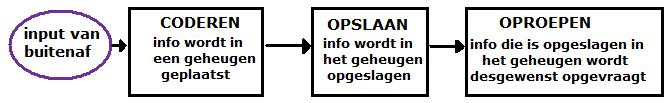 input van
buitenaf
CODEREN
info wordt in
een geheugen
geplaatst
OPSLAAN
info wordt in
het geheugen
opgeslagen
OPROEPEN
info die is opgeslagen in
het geheugen wordt
desgewenst opgevraagt